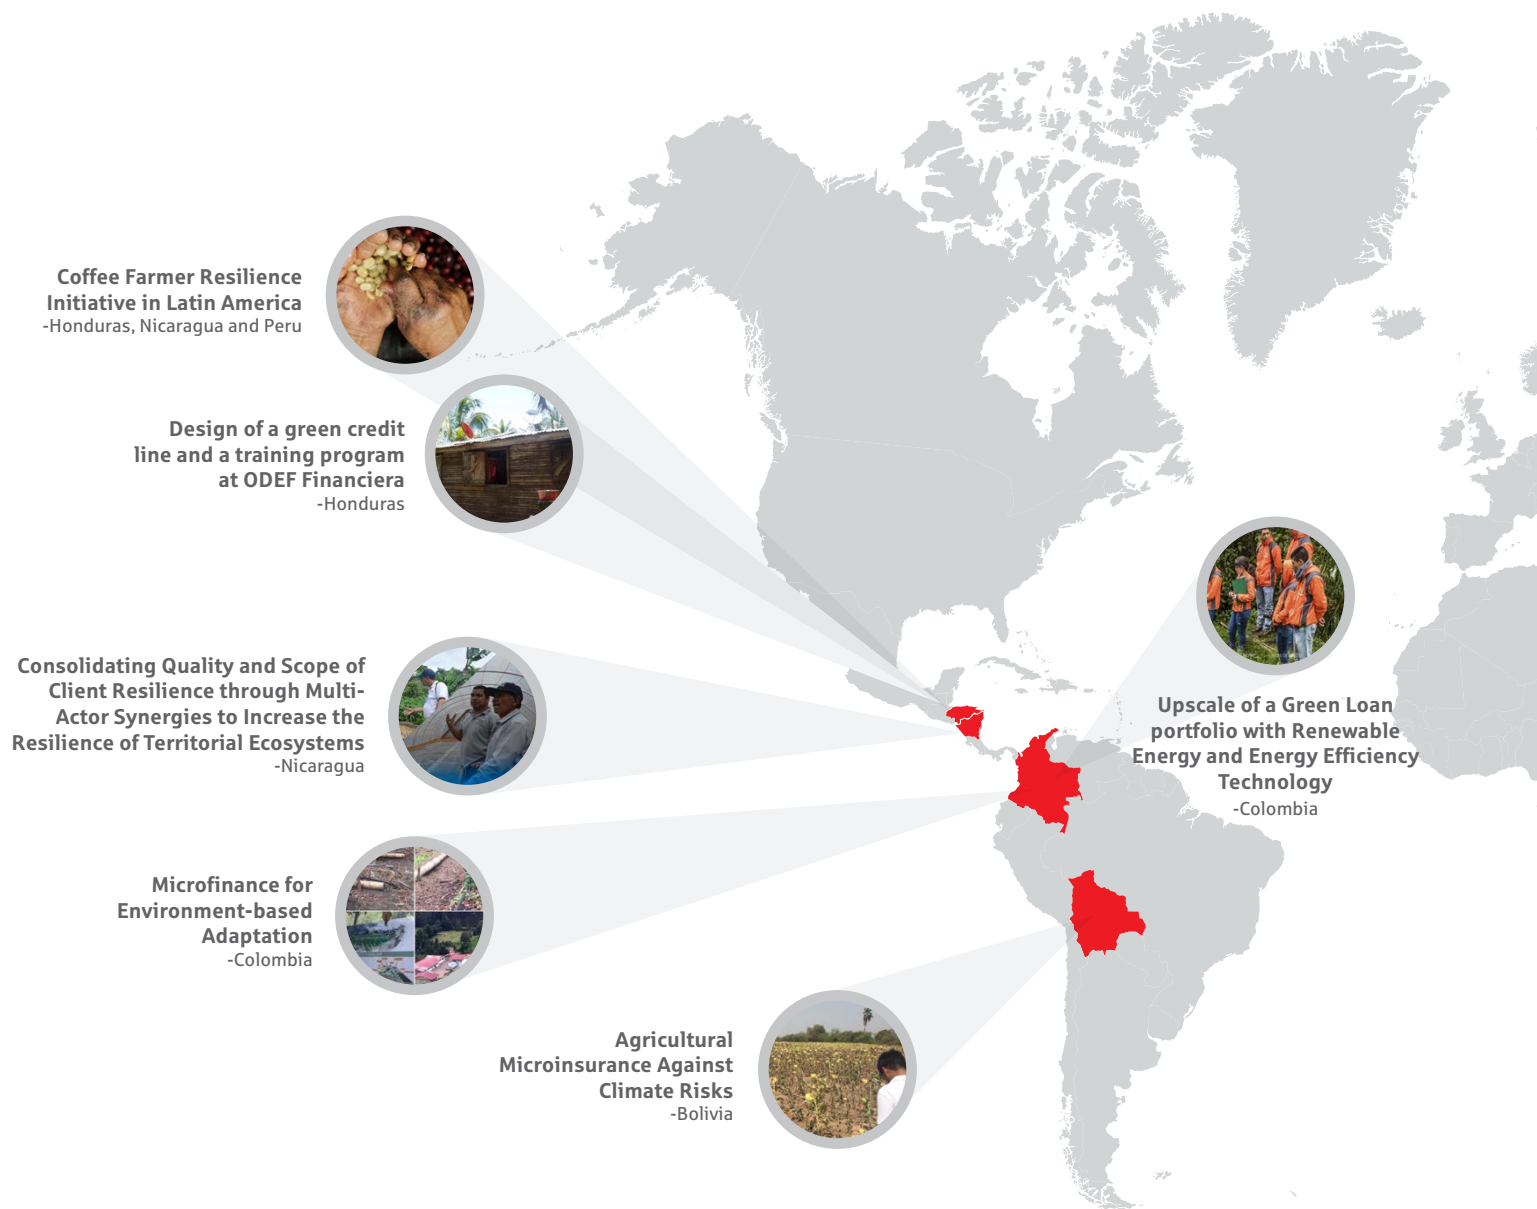 Coffee Farmer Resilience
Initiative in Latin America
-Honduras, Nicaragua and Peru
Design of a green credit
line and a training program
at ODEF Financiera
-Honduras
Consolidating Quality and Scope of
Client Resilience through Multi-
Actor Synergies to Increase the
Resilience of Territorial Ecosystems
-Nicaragua
Upscale of a Green Loan
portfolio with Renewable
Energy and Energy Efficiency
Technology
-Colombia
Microfinance for
Environment-based
Adaptation
-Colombia
Agricultural
Microinsurance Against
Climate Risks
-Bolivia